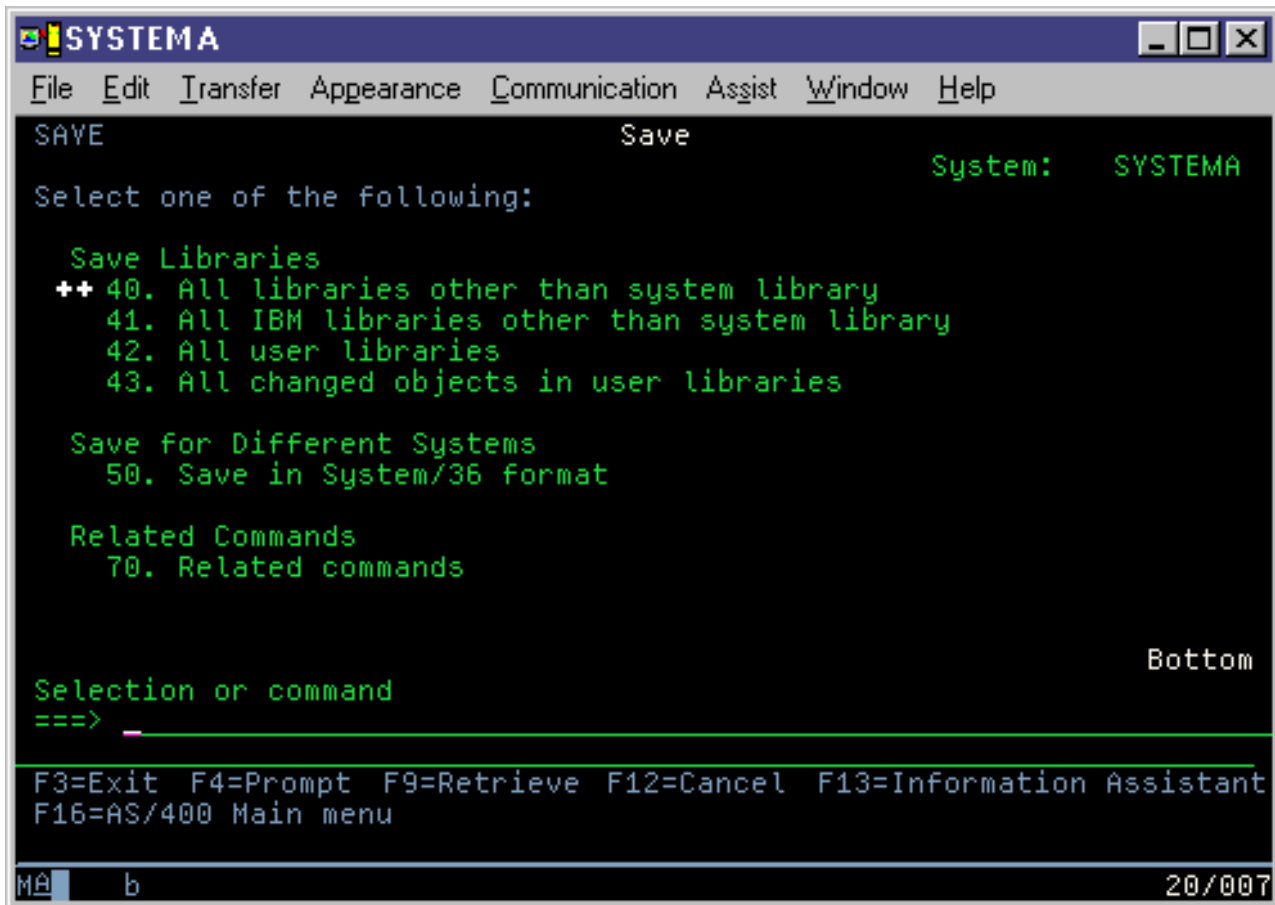 SYSTEMA
File Edit Transfer Appearance Communication Assist Window Help
SAVE Save
System: SYSTEMA
Select one of the following:
Save Libraries
++ 40. All libraries other than system library
41. All IBM libraries other than system library
42. All user libraries
43. All changed objects in user libraries
Save for Different Systems
50. Save in System/36 format
Related Commands
70. Related commands
Bottom
Selection or command
===> _
F3=Exit F4=Prompt F9=Retrieve F12=Cancel F13=Information Assistant
F16=AS/400 Main menu
MA b 20/007